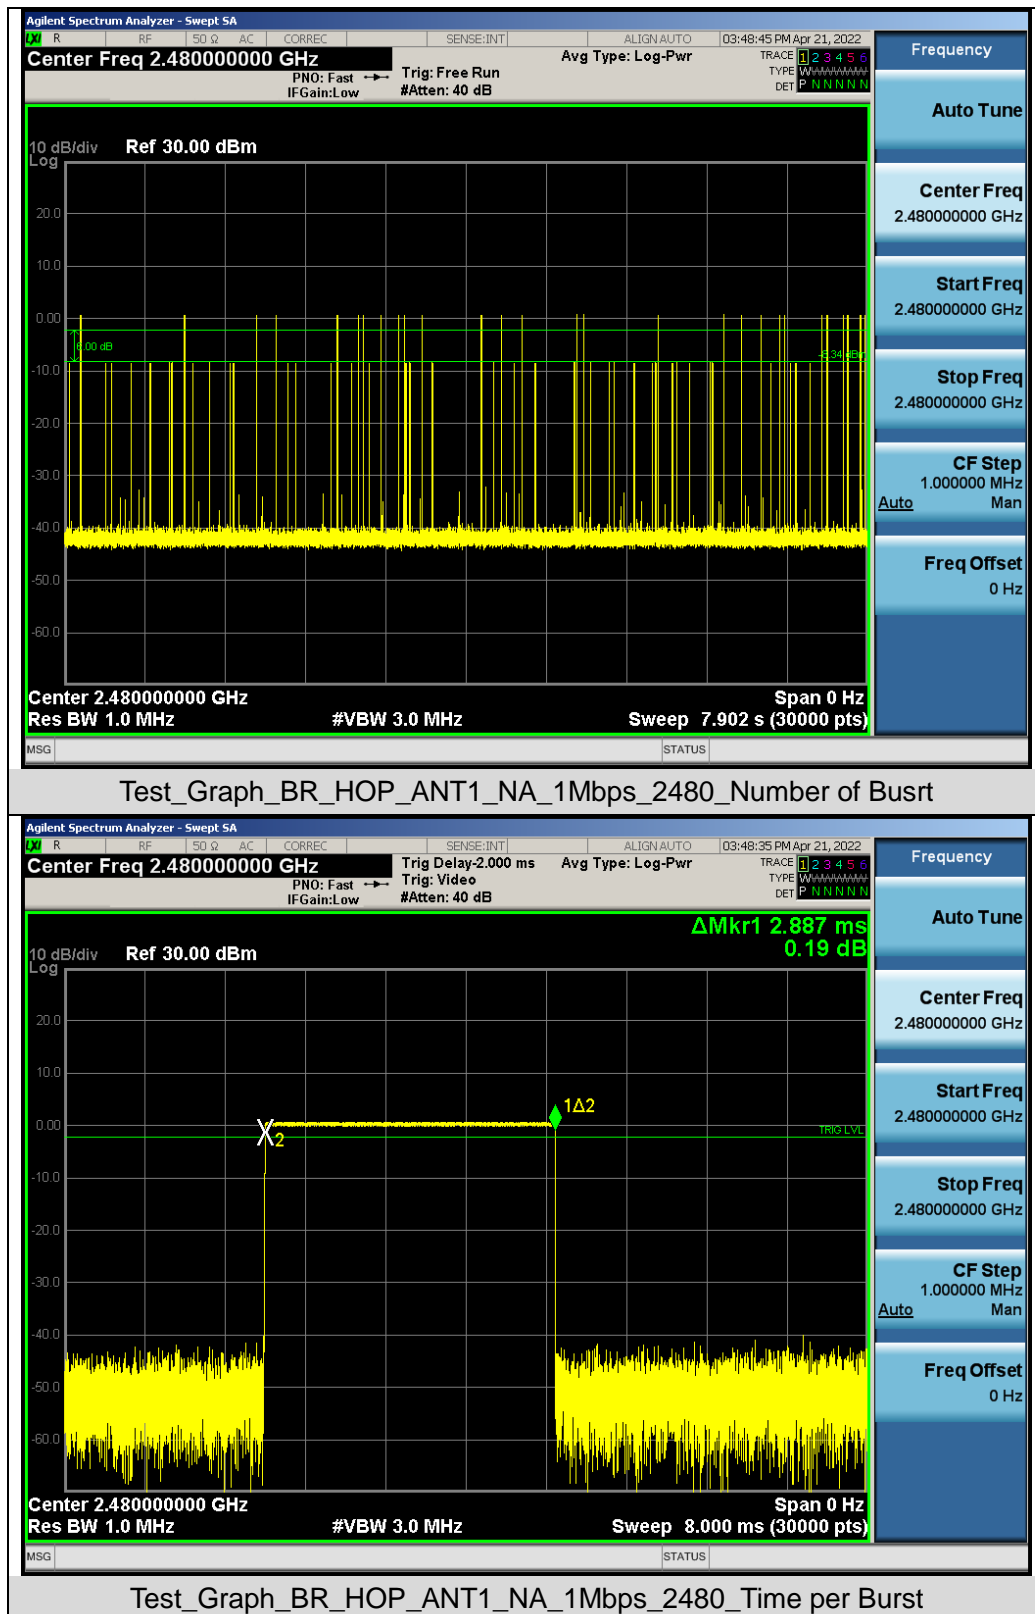 Agilent Spectrum Analyzer - Swept SA
LXI R RF 50 Ω AC CORREC SENSE:INT ALIGN AUTO 03:48:45 PM Apr 21, 2022
Center Freq 2.480000000 GHz
PNO: Fast
IFGain:Low
Trig: Free Run
#Atten: 40 dB
Avg Type: Log-Pwr
TRACE 1 2 3 4 5 6
TYPE W
DET P N N N N N
10 dB/div
Log
Ref 30.00 dBm
20.0
10.0
0.00
6.00 dB
-8.34 dBm
-10.0
-20.0
-30.0
-40.0
-50.0
-60.0
Center 2.480000000 GHz
Span 0 Hz
Res BW 1.0 MHz
#VBW 3.0 MHz
Sweep 7.902 s (30000 pts)
MSG
STATUS
Frequency
Auto Tune
Center Freq
2.480000000 GHz
Start Freq
2.480000000 GHz
Stop Freq
2.480000000 GHz
CF Step
1.000000 MHz
Auto Man
Freq Offset
0 Hz
Test_Graph_BR_HOP_ANT1_NA_1Mbps_2480_Number of Busrt
Agilent Spectrum Analyzer - Swept SA
LXI R RF 50 Ω AC CORREC SENSE:INT ALIGN AUTO 03:48:35 PM Apr 21, 2022
Center Freq 2.480000000 GHz
PNO: Fast
IFGain:Low
Trig Delay-2.000 ms
Trig: Video
#Atten: 40 dB
Avg Type: Log-Pwr
TRACE 1 2 3 4 5 6
TYPE W
DET P N N N N N
ΔMkr1 2.887 ms
0.19 dB
10 dB/div
Log
Ref 30.00 dBm
20.0
10.0
0.00
1Δ2
2
TRIG LVL
-10.0
-20.0
-30.0
-40.0
-50.0
-60.0
Center 2.480000000 GHz
Span 0 Hz
Res BW 1.0 MHz
#VBW 3.0 MHz
Sweep 8.000 ms (30000 pts)
MSG
STATUS
Frequency
Auto Tune
Center Freq
2.480000000 GHz
Start Freq
2.480000000 GHz
Stop Freq
2.480000000 GHz
CF Step
1.000000 MHz
Auto Man
Freq Offset
0 Hz
Test_Graph_BR_HOP_ANT1_NA_1Mbps_2480_Time per Burst